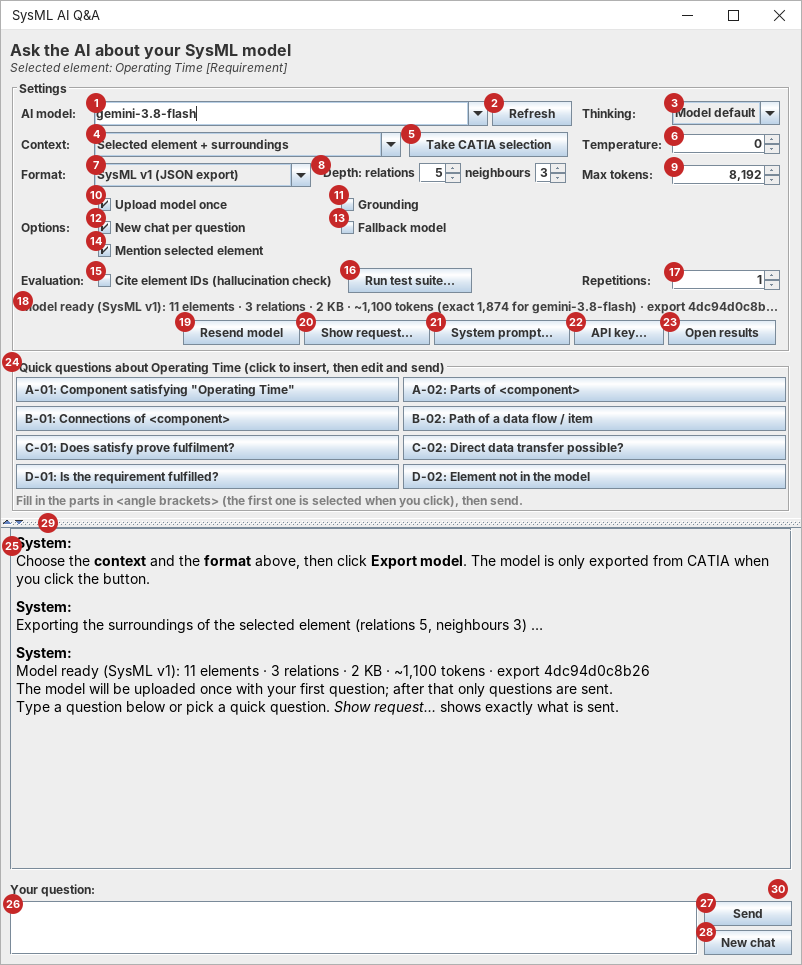 SysML AI Q&A
Ask the AI about your SysML model
Selected element: Operating Time [Requirement]
Settings
1 2 3
AI model: gemini-3.8-flash Refresh Thinking: Model default
4 5 6
Context: Selected element + surroundings Take CATIA selection Temperature: 0
7 8 9
Format: SysML v1 (JSON export) Depth: relations 5 neighbours 3 Max tokens: 8,192
10 Upload model once 11 Grounding
Options: 12 New chat per question 13 Fallback model
14 Mention selected element
Evaluation: 15 Cite element IDs (hallucination check) 16 Run test suite... 17 Repetitions: 1
18 Model ready (SysML v1): 11 elements · 3 relations · 2 KB · ~1,100 tokens (exact 1,874 for gemini-3.8-flash) · export 4dc94d0c8b...
19 20 21 22 23
Resend model Show request... System prompt... API key... Open results
24 Quick questions about Operating Time (click to insert, then edit and send)
A-01: Component satisfying "Operating Time" A-02: Parts of <component>
B-01: Connections of <component> B-02: Path of a data flow / item
C-01: Does satisfy prove fulfilment? C-02: Direct data transfer possible?
D-01: Is the requirement fulfilled? D-02: Element not in the model
Fill in the parts in <angle brackets> (the first one is selected when you click), then send.
29
25 System:
Choose the context and the format above, then click Export model. The model is only exported from CATIA when
you click the button.
System:
Exporting the surroundings of the selected element (relations 5, neighbours 3) ...
System:
Model ready (SysML v1): 11 elements · 3 relations · 2 KB · ~1,100 tokens · export 4dc94d0c8b26
The model will be uploaded once with your first question; after that only questions are sent.
Type a question below or pick a quick question. Show request... shows exactly what is sent.
Your question: 30
26 27 Send
28 New chat